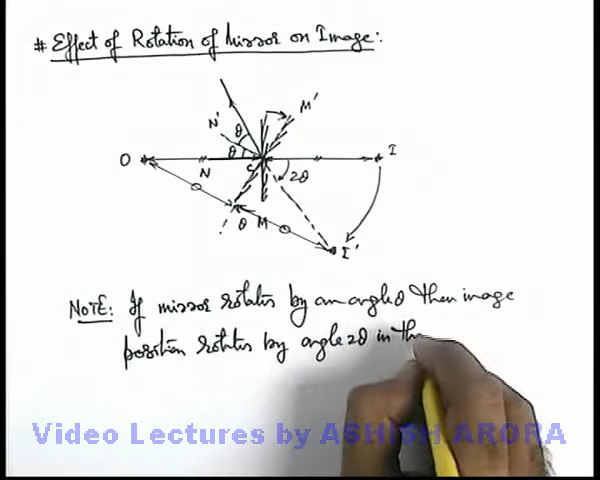 # Effect of Rotation of Mirror on Image:
M'
N'
θ
θ
O
N
C
2θ
I
θ
M
I'
NOTE: If mirror rotates by an angle θ then image
position rotates by angle 2θ in th
Video Lectures by ASHISH ARORA